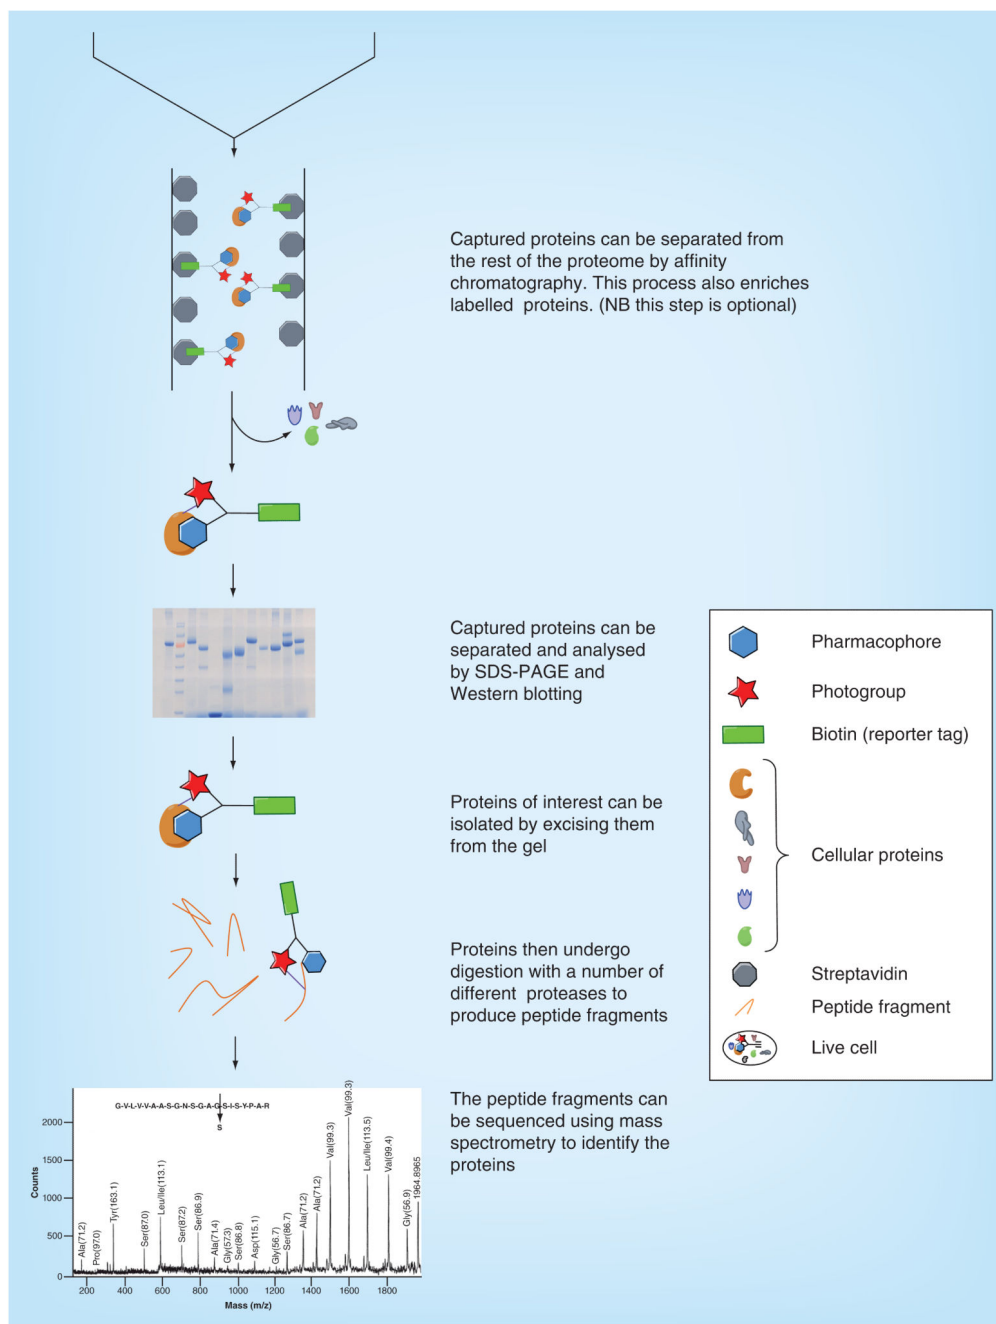 Captured proteins can be separated from
the rest of the proteome by affinity
chromatography. This process also enriches
labelled proteins. (NB this step is optional)
Captured proteins can be
separated and analysed
by SDS-PAGE and
Western blotting
Proteins of interest can be
isolated by excising them
from the gel
Proteins then undergo
digestion with a number of
different proteases to
produce peptide fragments
The peptide fragments can
be sequenced using mass
spectrometry to identify the
proteins
Pharmacophore
Photogroup
Biotin (reporter tag)
Cellular proteins
Streptavidin
Peptide fragment
Live cell
G-V-L-V-V-A-A-S-G-N-S-G-A-G-S-I-S-Y-P-A-R
S
Counts
2000
1500
1000
500
0
Ala(71.2)
Pro(97.0)
Tyr(163.1)
Ser(87.0)
Leu/Ile(113.1)
Ser(87.2)
Ser(86.9)
Ala(71.4)
Gly(57.3)
Ser(86.8)
Asp(115.1)
Gly(56.7)
Ser(86.7)
Ala(71.2)
Ala(71.2)
Val(99.3)
Val(99.3)
Leu/Ile(113.5)
Val(99.4)
Gly(56.9)
1964.8965
200 400 600 800 1000 1200 1400 1600 1800
Mass (m/z)